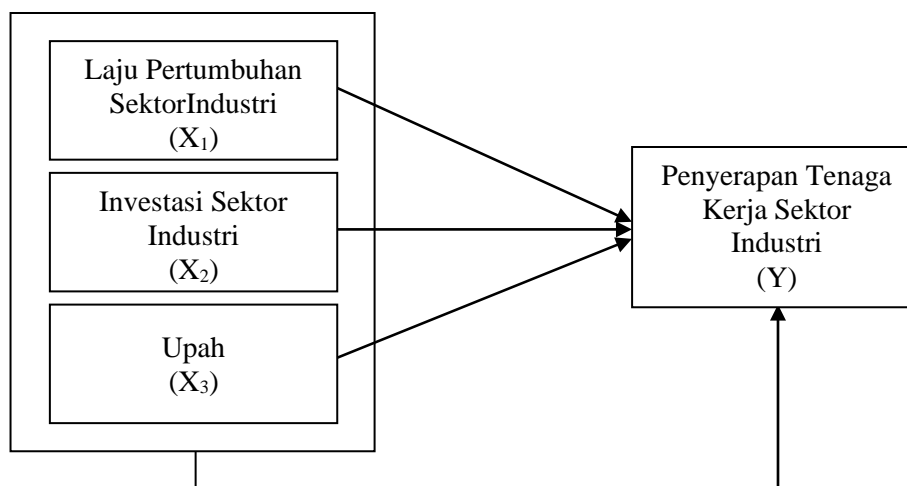 Laju Pertumbuhan
SektorIndustri
(X₁)
Investasi Sektor
Industri
(X₂)
Upah
(X₃)
Penyerapan Tenaga
Kerja Sektor
Industri
(Y)